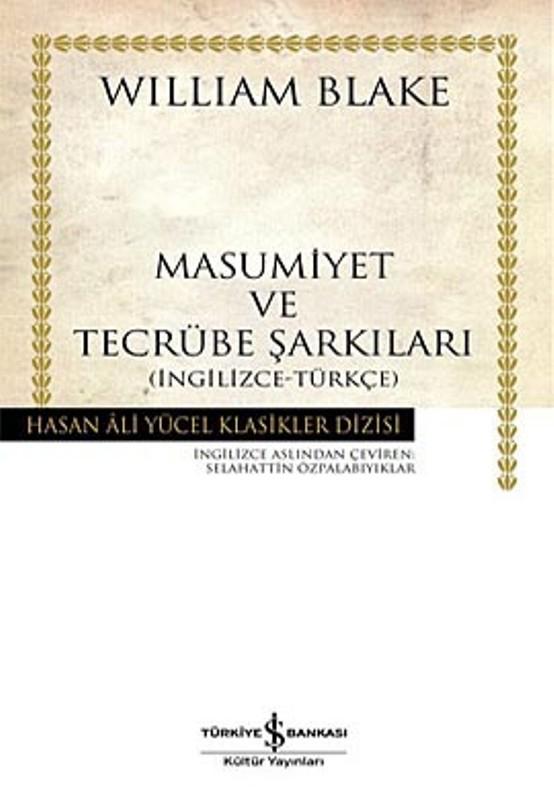 WILLIAM BLAKE
MASUMİYET
VE
TECRÜBE ŞARKILARI
(İNGİLİZCE-TÜRKÇE)
HASAN ÂLİ YÜCEL KLASİKLER DİZİSİ
İNGİLİZCE ASLINDAN ÇEVİREN:
SELAHATTİN ÖZPALABIYIKLAR
TÜRKİYE İŞ BANKASI
Kültür Yayınları